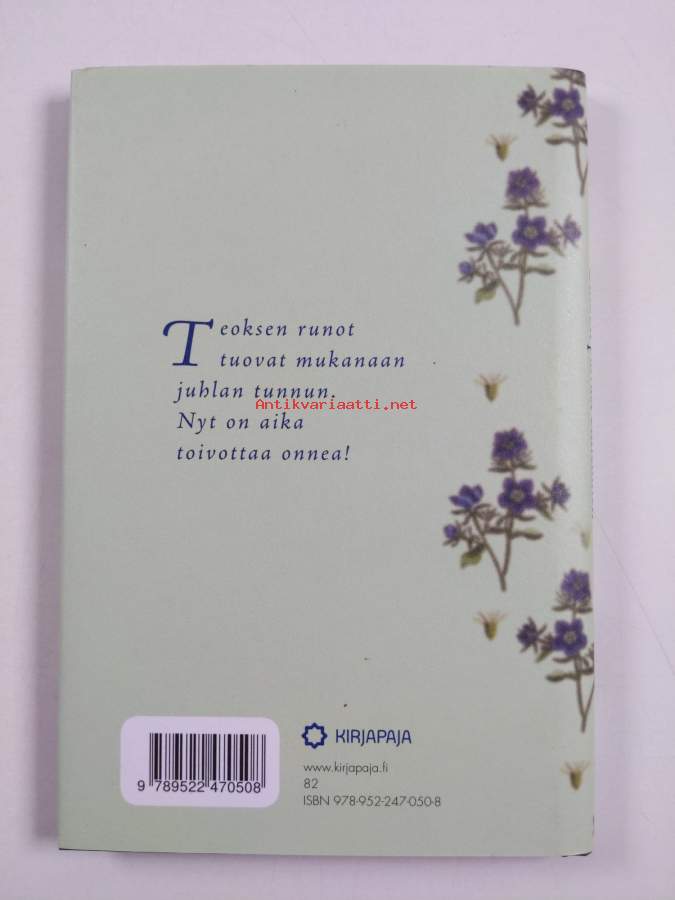 Teoksen runot
tuovat mukanaan
juhlan tunnun.
Antikvariaatti.net
Nyt on aika
toivottaa onnea!
KIRJAPAJA
www.kirjapaja.fi
82
ISBN 978-952-247-050-8
9 789522 470508